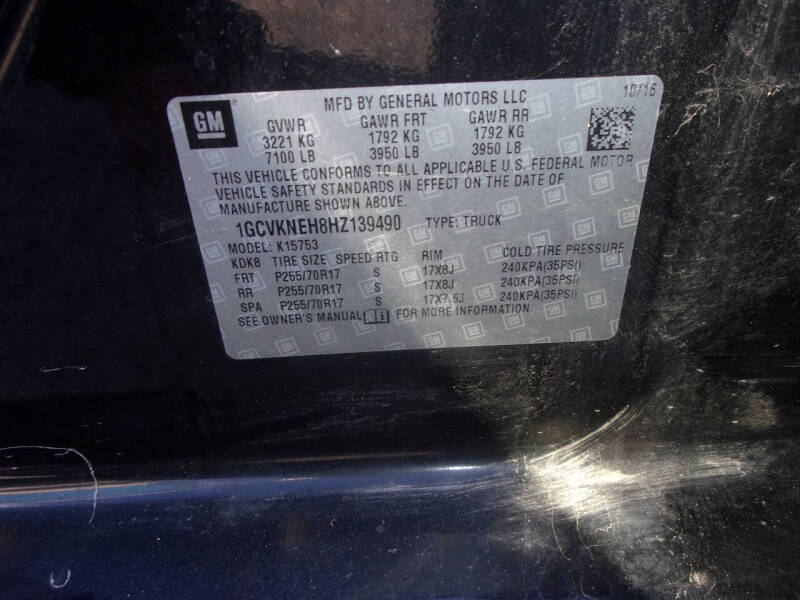 GM
MFD BY GENERAL MOTORS LLC 10/16
GVWR GAWR FRT GAWR RR
3221 KG 1792 KG 1792 KG
7100 LB 3950 LB 3950 LB
THIS VEHICLE CONFORMS TO ALL APPLICABLE U.S. FEDERAL MOTOR
VEHICLE SAFETY STANDARDS IN EFFECT ON THE DATE OF
MANUFACTURE SHOWN ABOVE.
1GCVKNEH8HZ139490 TYPE: TRUCK
MODEL: K15753
KDK8 TIRE SIZE SPEED RTG RIM COLD TIRE PRESSURE
FRT P255/70R17 S 17X8J 240KPA(35PSI)
RR P255/70R17 S 17X8J 240KPA(35PSI)
SPA P255/70R17 S 17X7.5J 240KPA(35PSI)
SEE OWNER'S MANUAL FOR MORE INFORMATION.